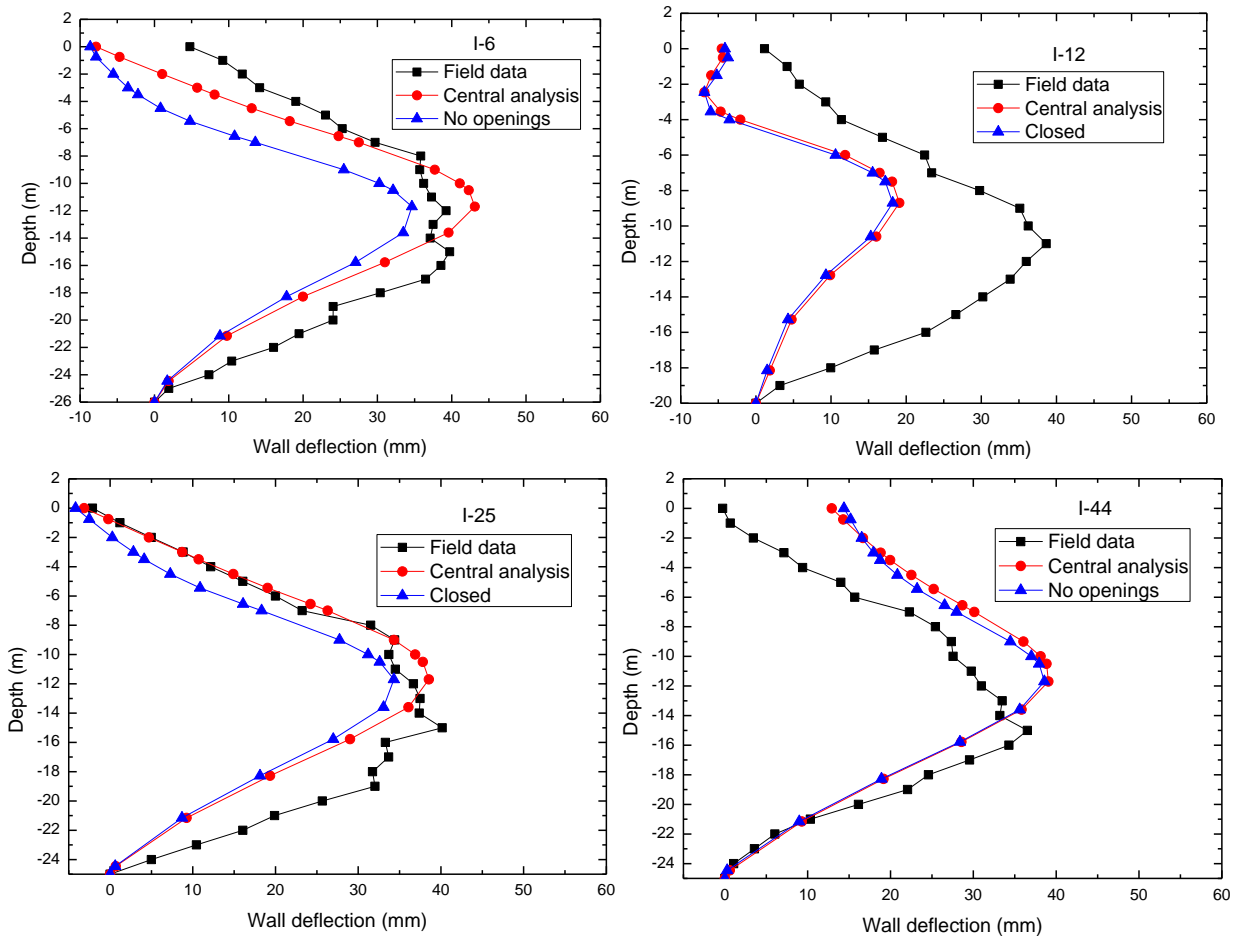 I-6
Field data
Central analysis
No openings
2
0
-2
-4
-6
-8
-10
-12
-14
-16
-18
-20
-22
-24
-26
Depth (m)
-10 0 10 20 30 40 50 60
Wall deflection (mm)
I-12
Field data
Central analysis
Closed
2
0
-2
-4
-6
-8
-10
-12
-14
-16
-18
-20
Depth (m)
-10 0 10 20 30 40 50 60
Wall deflection (mm)
I-25
Field data
Central analysis
Closed
2
0
-2
-4
-6
-8
-10
-12
-14
-16
-18
-20
-22
-24
Depth (m)
0 10 20 30 40 50 60
Wall deflection (mm)
I-44
Field data
Central analysis
No openings
2
0
-2
-4
-6
-8
-10
-12
-14
-16
-18
-20
-22
-24
Depth (m)
0 10 20 30 40 50 60
Wall deflection (mm)